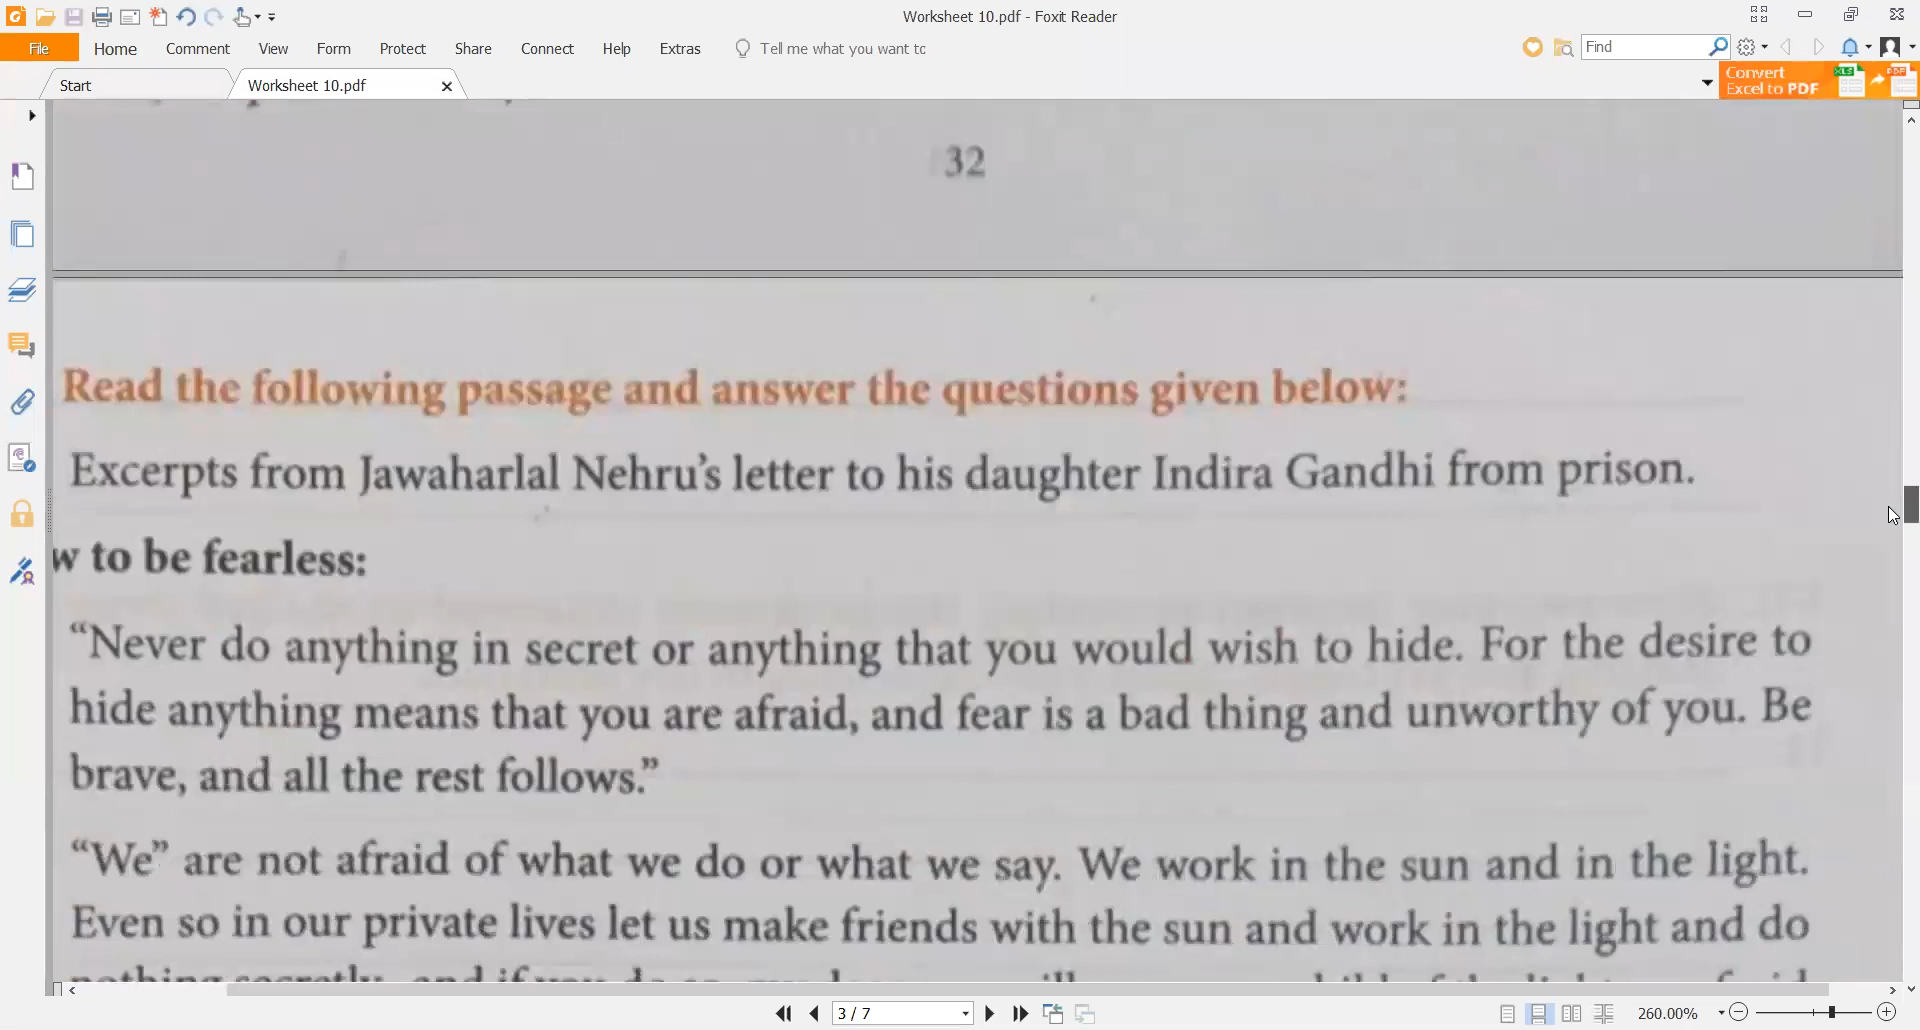 Worksheet 10.pdf - Foxit Reader
File Home Comment View Form Protect Share Connect Help Extras Tell me what you want to Find
Start Worksheet 10.pdf
Convert
Excel to PDF
32
Read the following passage and answer the questions given below:
Excerpts from Jawaharlal Nehru's letter to his daughter Indira Gandhi from prison.
w to be fearless:
“Never do anything in secret or anything that you would wish to hide. For the desire to
hide anything means that you are afraid, and fear is a bad thing and unworthy of you. Be
brave, and all the rest follows.”
“We” are not afraid of what we do or what we say. We work in the sun and in the light.
Even so in our private lives let us make friends with the sun and work in the light and do
3 / 7
260.00%